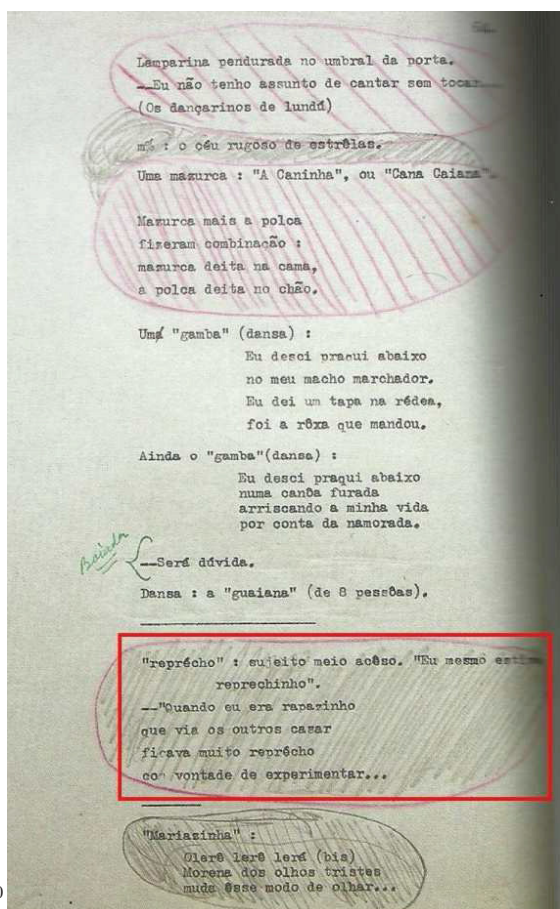 Lamparina pendurada no umbral da porta.
--Eu não tenho assunto de cantar sem tocar...
(Os dançarinos de lundú)
m% : o céu rugoso de estrêlas.
Uma mazurca : "A Caninha", ou "Cana Caiana".
Mazurca mais a polca
fizeram combinação :
mazurca deita na cama,
a polca deita no chão.
Uma "gamba" (dansa) :
Eu desci praqui abaixo
no meu macho marchador.
Eu dei um tapa na rédea,
foi a rôxa que mandou.
Ainda o "gamba"(dansa) :
Eu desci praqui abaixo
numa canôa furada
arriscando a minha vida
por conta da namorada.
Boiada
--Será dúvida.
Dansa : a "guaiana" (de 8 pessôas).
"reprécho" : sujeito meio acêso. "Eu mesmo
reprechinho".
--"Quando eu era rapazinho
que via os outros casar
ficava muito reprécho
com vontade de experimentar...
"Mariazinha" :
Olerê lerê lerá (bis)
Morena dos olhos tristes
muda êsse modo de olhar...